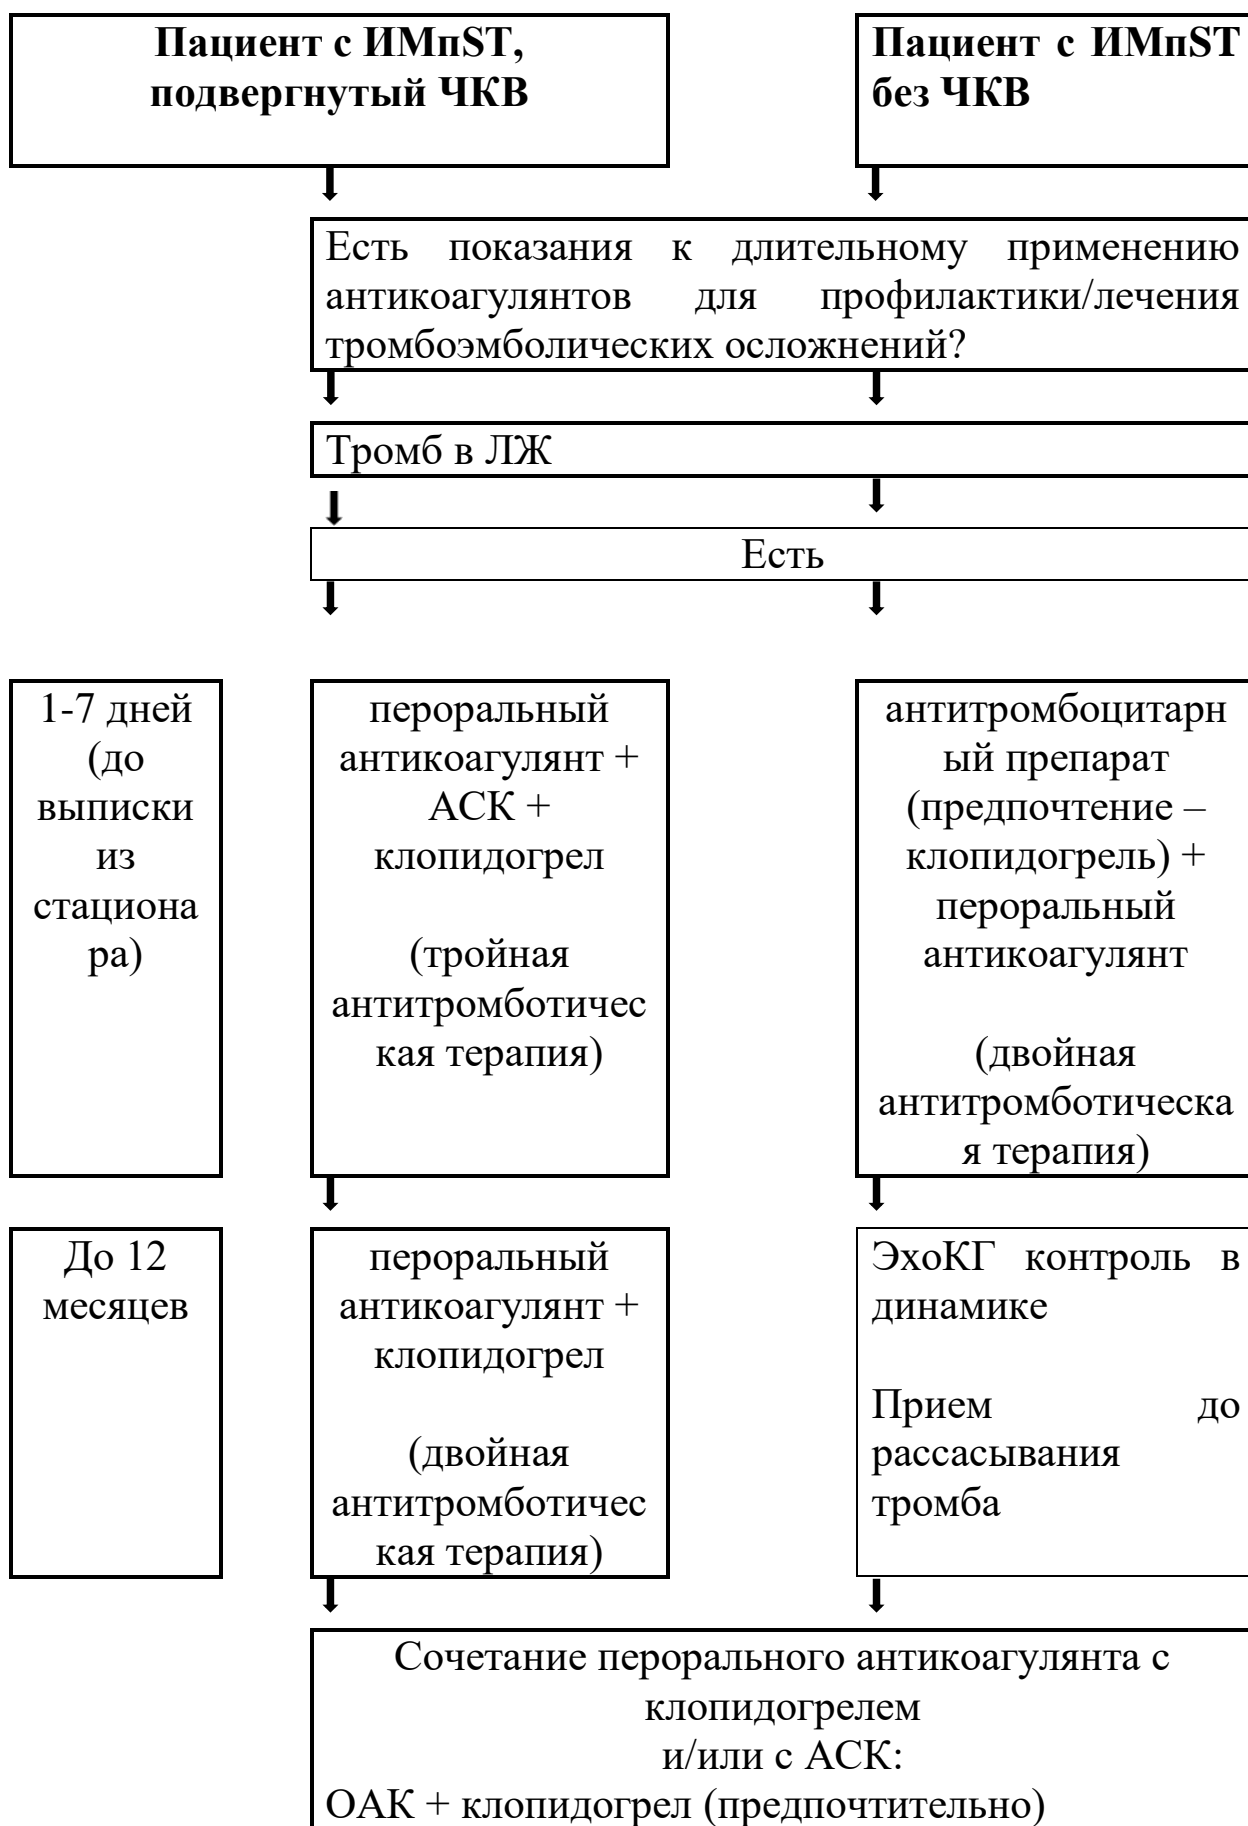 Пациент с ИМпST,
подвергнутый ЧКВ
Пациент с ИМпST
без ЧКВ
Есть показания к длительному применению
антикоагулянтов для профилактики/лечения
тромбоэмболических осложнений?
Тромб в ЛЖ
Есть
1-7 дней
(до
выписки
из
стациона
ра)
пероральный
антикоагулянт +
АСК +
клопидогрел
(тройная
антитромботичес
кая терапия)
антитромбоцитарн
ый препарат
(предпочтение –
клопидогрель) +
пероральный
антикоагулянт
(двойная
антитромботическа
я терапия)
До 12
месяцев
пероральный
антикоагулянт +
клопидогрел
(двойная
антитромботичес
кая терапия)
ЭхоКГ контроль в
динамике
Прием до
рассасывания
тромба
Сочетание перорального антикоагулянта с
клопидогрелем
и/или с АСК:
ОАК + клопидогрел (предпочтительно)